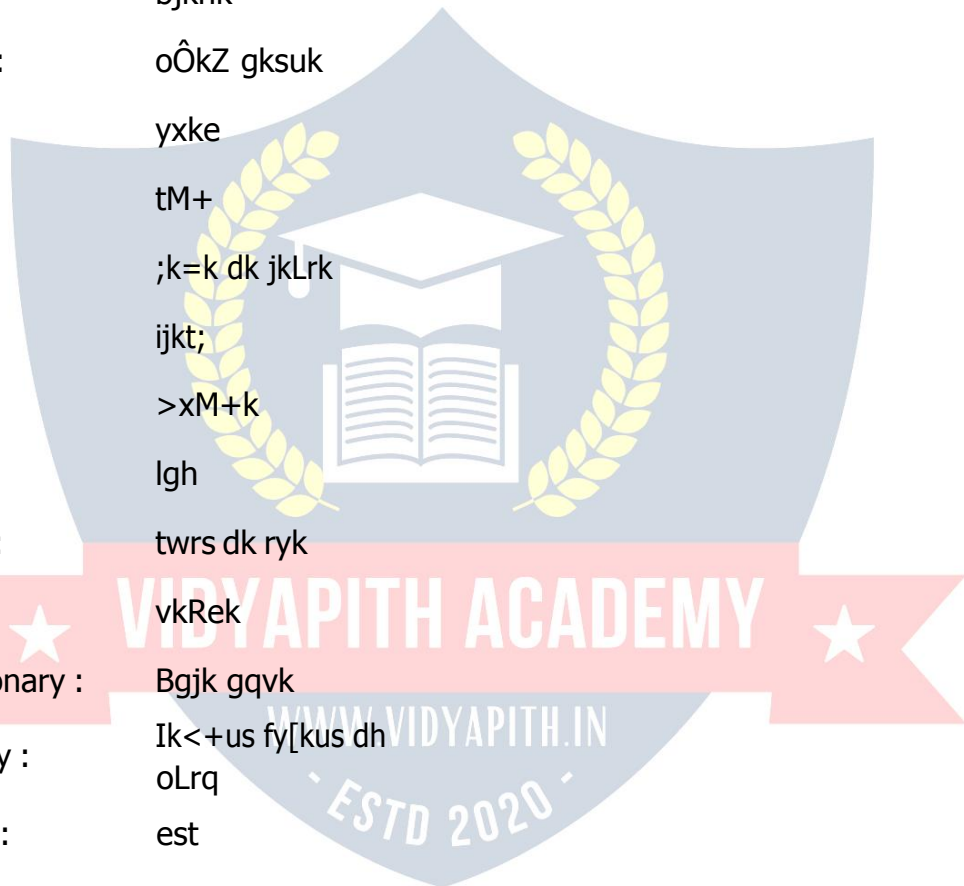 : oÔkZ gksuk
yxke
tM+
;k=k dk jkLrk
ijkt;
>xM+k
lgh
: twrs dk ryk
VIDYAPITH ACADEMY
vkRek
onary : Bgjk gqvk
WWW.VIDYAPITH.IN
y : Ik<+us fy[kus dh
oLrq
- ESTD 2020 -
: est